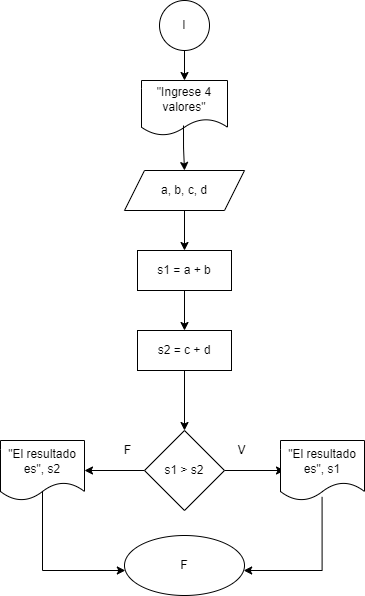 I
"Ingrese 4
valores"
a, b, c, d
s1 = a + b
s2 = c + d
F
V
"El resultado
es", s2
s1 > s2
"El resultado
es", s1
F